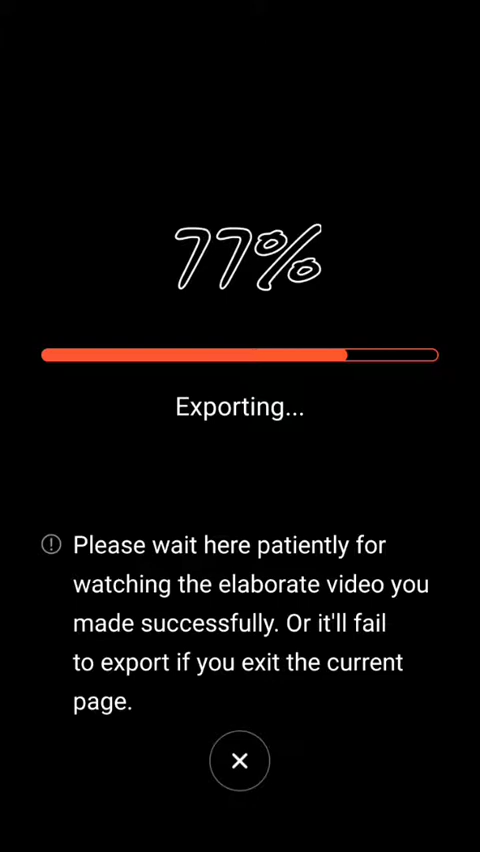 77%
Exporting...
Please wait here patiently for
watching the elaborate video you
made successfully. Or it'll fail
to export if you exit the current
page.